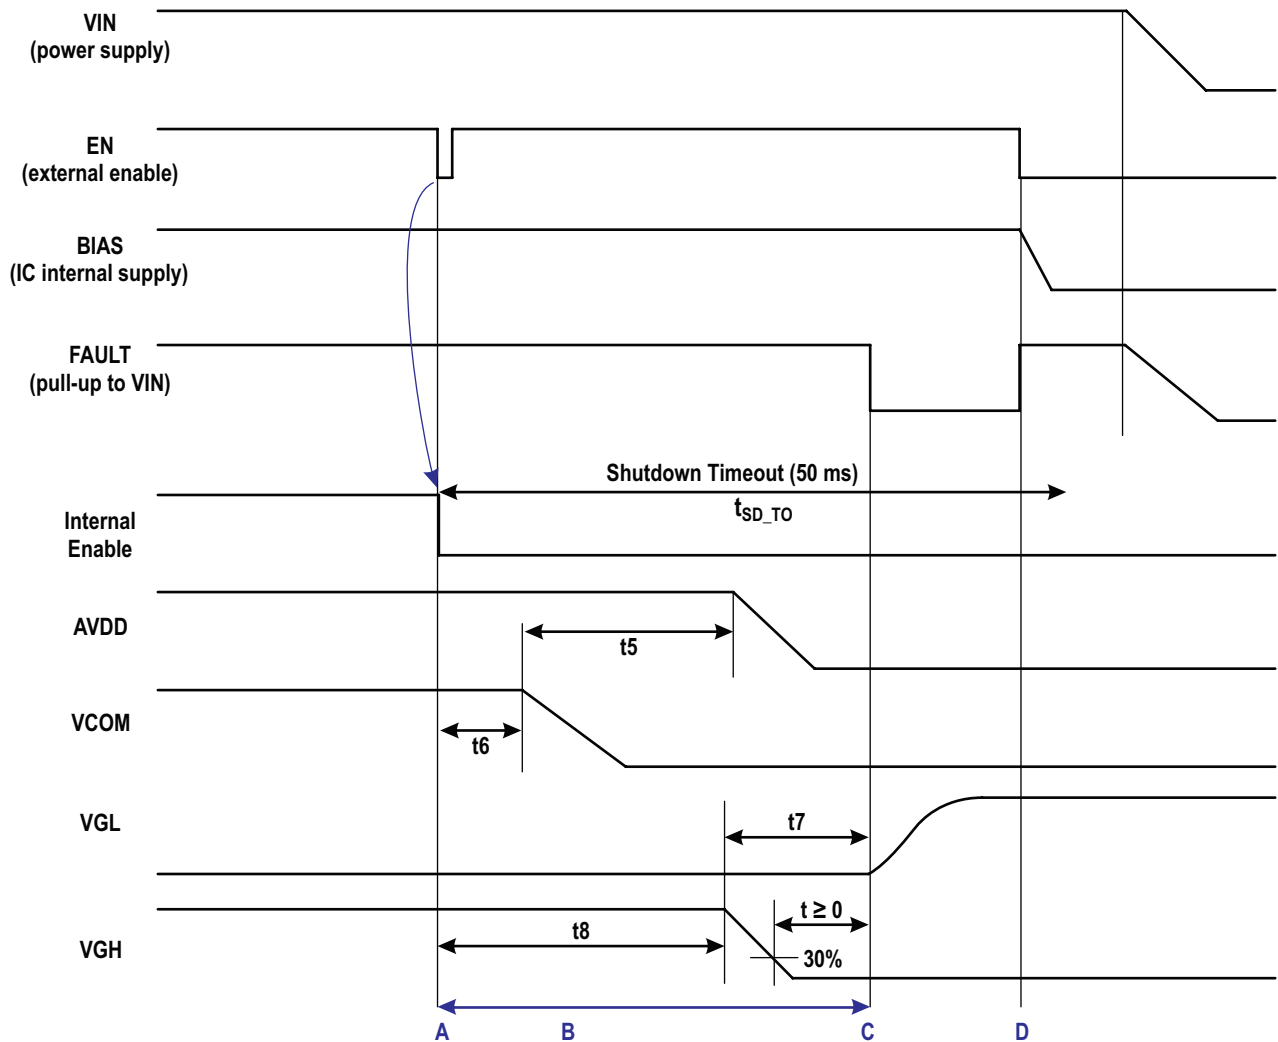 VIN
(power supply)
EN
(external enable)
BIAS
(IC internal supply)
FAULT
(pull-up to VIN)
Shutdown Timeout (50 ms)
tSD_TO
Internal
Enable
AVDD
t5
VCOM
t6
VGL
t7
t ≥ 0
VGH
t8
30%
A
B
C
D